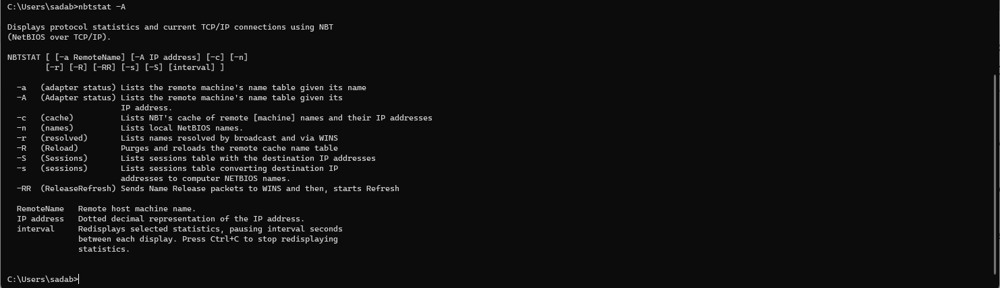 C:\Users\sadab>nbtstat -A
Displays protocol statistics and current TCP/IP connections using NBT
(NetBIOS over TCP/IP).
NBTSTAT [ [-a RemoteName] [-A IP address] [-c] [-n]
        [-r] [-R] [-RR] [-s] [-S] [interval] ]
  -a   (adapter status) Lists the remote machine's name table given its name
  -A   (Adapter status) Lists the remote machine's name table given its
                        IP address.
  -c   (cache)          Lists NBT's cache of remote [machine] names and their IP addresses
  -n   (names)          Lists local NetBIOS names.
  -r   (resolved)       Lists names resolved by broadcast and via WINS
  -R   (Reload)         Purges and reloads the remote cache name table
  -S   (Sessions)       Lists sessions table with the destination IP addresses
  -s   (sessions)       Lists sessions table converting destination IP
                        addresses to computer NETBIOS names.
  -RR  (ReleaseRefresh) Sends Name Release packets to WINS and then, starts Refresh
  RemoteName   Remote host machine name.
  IP address   Dotted decimal representation of the IP address.
  interval     Redisplays selected statistics, pausing interval seconds
               between each display. Press Ctrl+C to stop redisplaying
               statistics.
C:\Users\sadab>